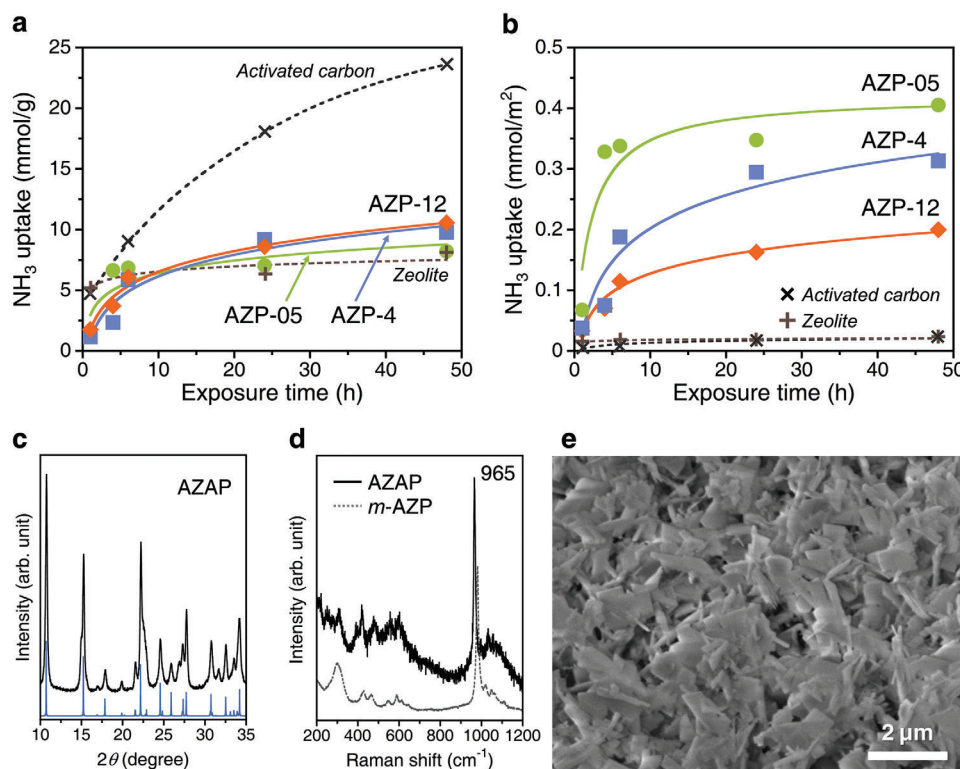 a
NH₃ uptake (mmol/g)
25
20
15
10
5
0
0 10 20 30 40 50
Exposure time (h)
Activated carbon
AZP-12
Zeolite
AZP-05
AZP-4
b
NH₃ uptake (mmol/m²)
0.5
0.4
0.3
0.2
0.1
0
0 10 20 30 40 50
Exposure time (h)
AZP-05
AZP-4
AZP-12
Activated carbon
Zeolite
c
Intensity (arb. unit)
AZAP
10 15 20 25 30 35
2θ (degree)
d
Intensity (arb. unit)
AZAP
m-AZP
965
200 400 600 800 1000 1200
Raman shift (cm⁻¹)
e
2 μm